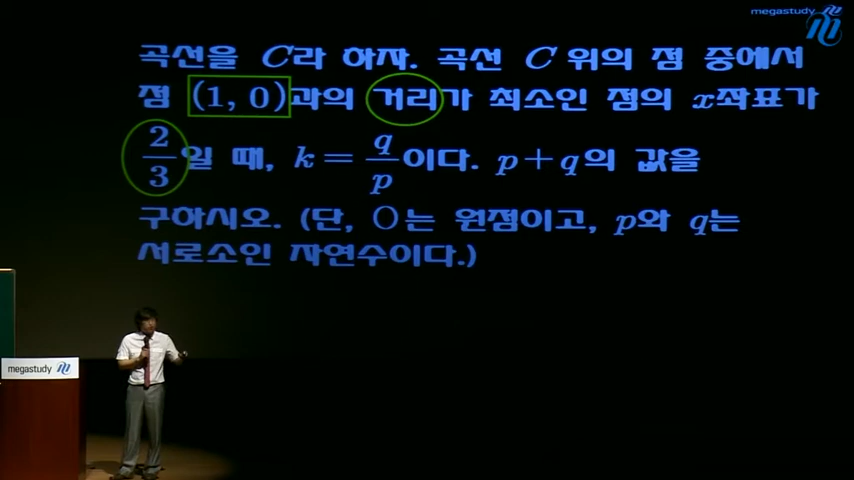 megastudy
곡선을 C라 하자. 곡선 C 위의 점 중에서
점 (1, 0)과의 거리가 최소인 점의 x좌표가
2/3일 때, k = q/p이다. p+q의 값을
구하시오. (단, O는 원점이고, p와 q는
서로소인 자연수이다.)
megastudy